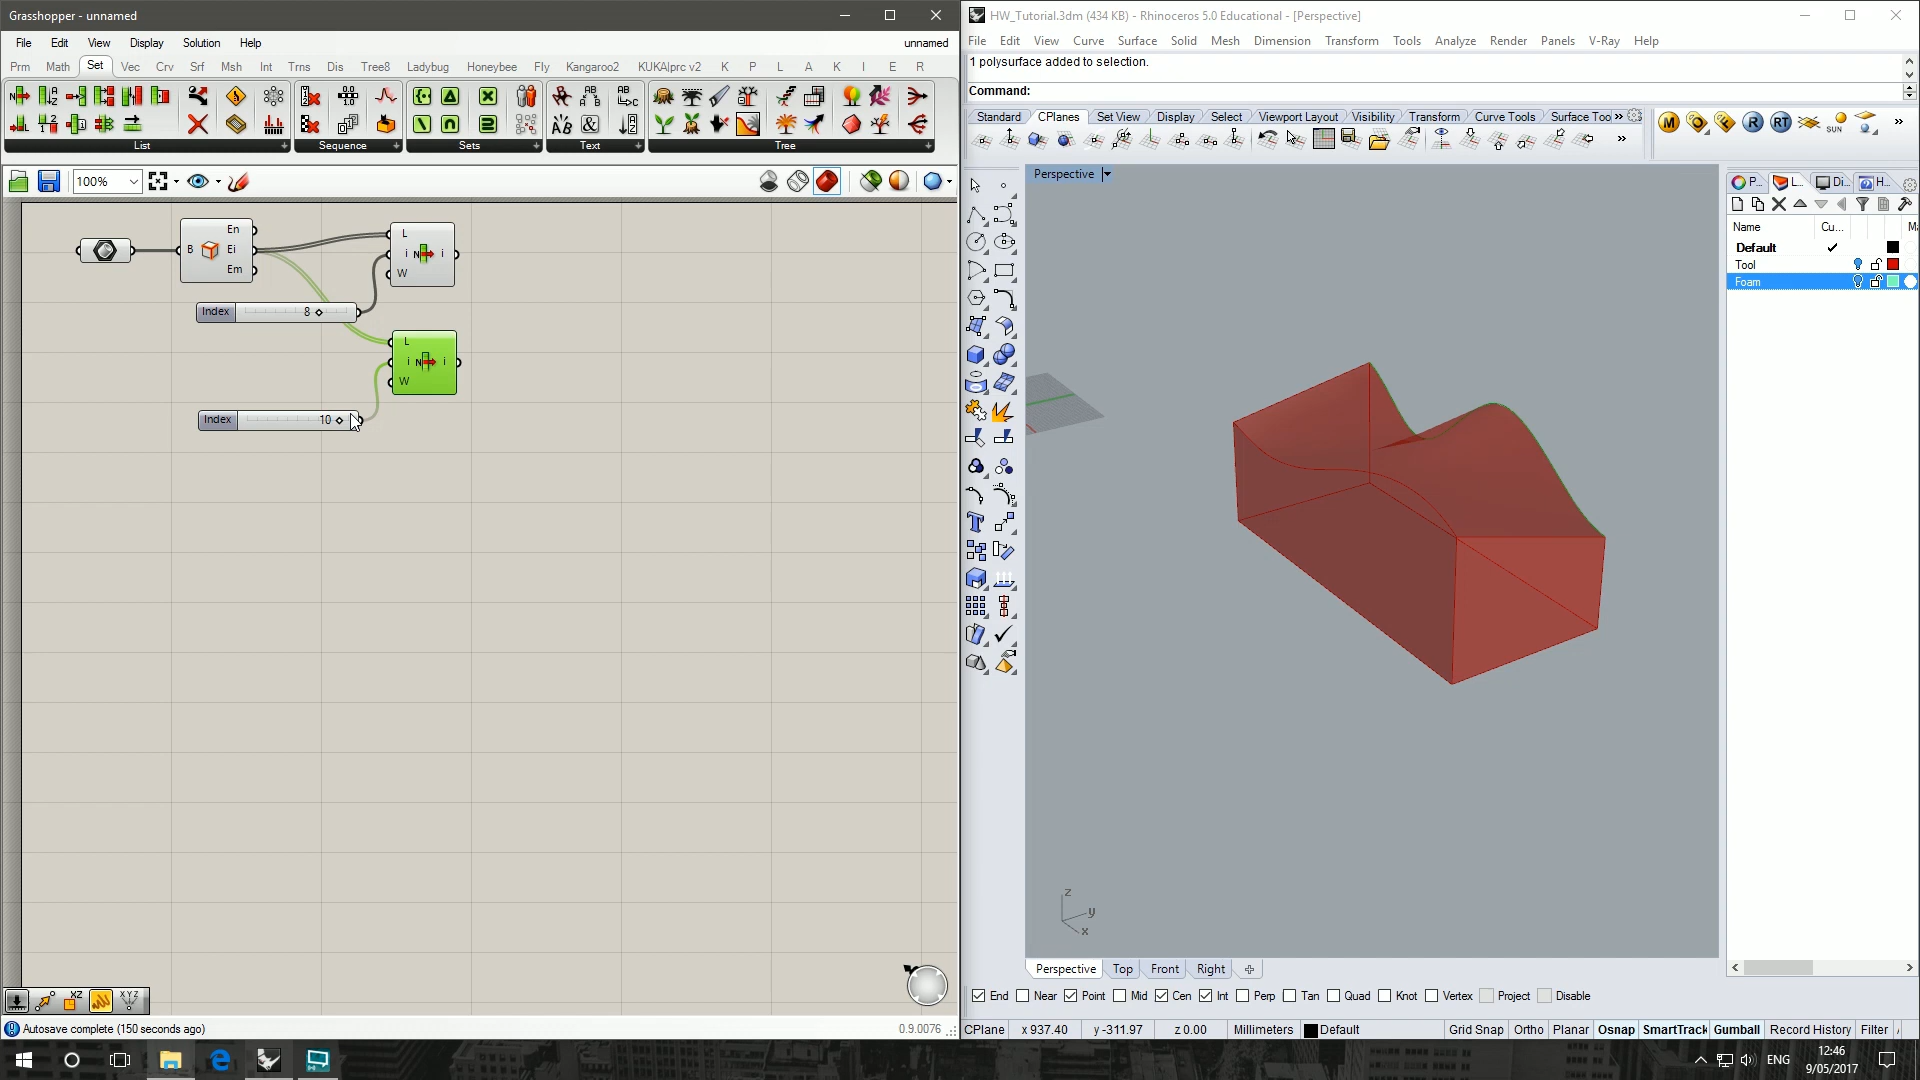 Grasshopper - unnamed
File Edit View Display Solution Help
unnamed
Prm Math Set Vec Crv Srf Msh Int Trns Dis Tree8 Ladybug Honeybee Fly Kangaroo2 KUKA|prc v2 K P L A K I E R
List Sequence Sets Text Tree
100%
En
B Ei
Em
L
i N i
W
Index 8
L
i N i
W
Index 10
XZ XYZ
Autosave complete (150 seconds ago)
0.9.0076
HW_Tutorial.3dm (434 KB) - Rhinoceros 5.0 Educational - [Perspective]
File Edit View Curve Surface Solid Mesh Dimension Transform Tools Analyze Render Panels V-Ray Help
1 polysurface added to selection.
Command:
Standard CPlanes Set View Display Select Viewport Layout Visibility Transform Curve Tools Surface Too »
M O F R RT SUN »
Perspective
P... L... Di... H...
Name Cu... M
Default
Tool
Foam
z
y
x
Perspective Top Front Right
End Near Point Mid Cen Int Perp Tan Quad Knot Vertex Project Disable
CPlane x 937.40 y -311.97 z 0.00 Millimeters Default Grid Snap Ortho Planar Osnap SmartTrack Gumball Record History Filter
ENG
12:46
9/05/2017